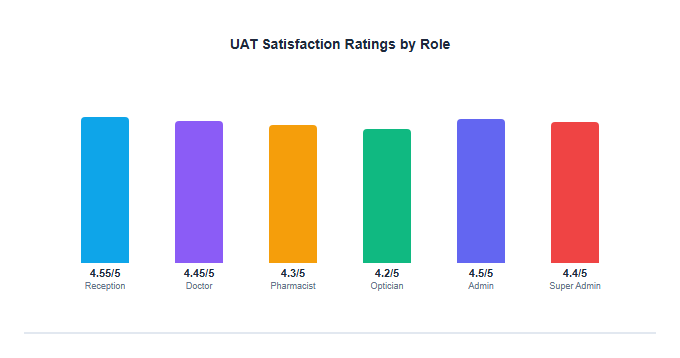 UAT Satisfaction Ratings by Role
4.55/5 4.45/5 4.3/5 4.2/5 4.5/5 4.4/5
Reception Doctor Pharmacist Optician Admin Super Admin